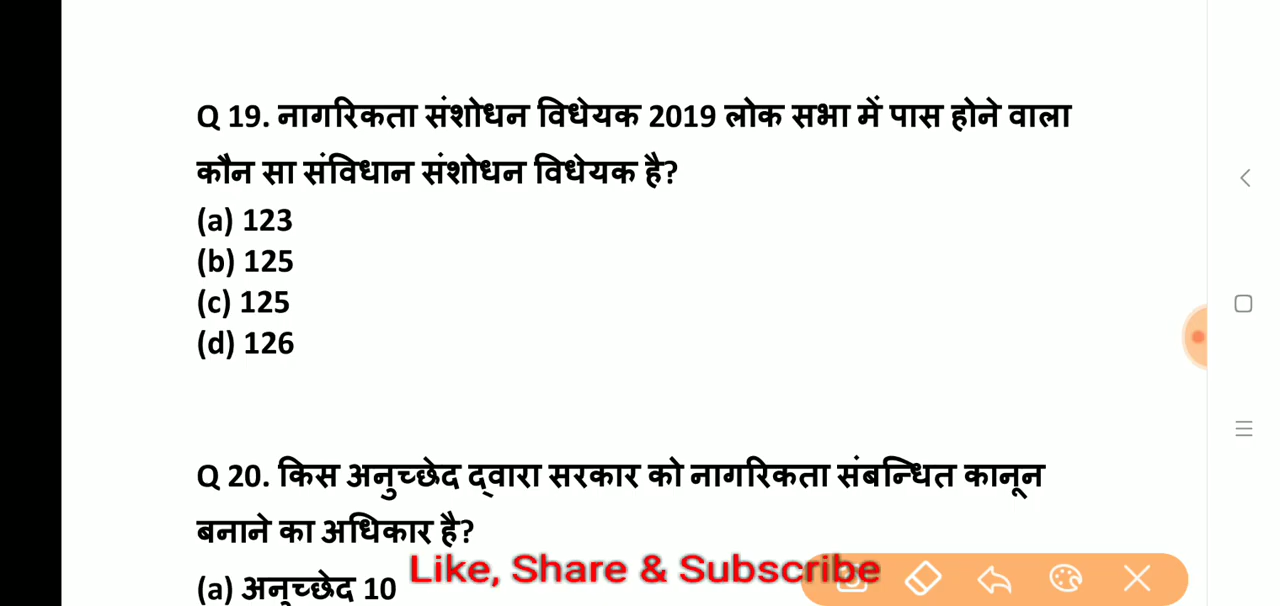 Q 19. नागरिकता संशोधन विधेयक 2019 लोक सभा में पास होने वाला
कौन सा संविधान संशोधन विधेयक है?
(a) 123
(b) 125
(c) 125
(d) 126
Q 20. किस अनुच्छेद द्वारा सरकार को नागरिकता संबन्धित कानून
बनाने का अधिकार है?
(a) अनुच्छेद 10
Like, Share & Subscribe